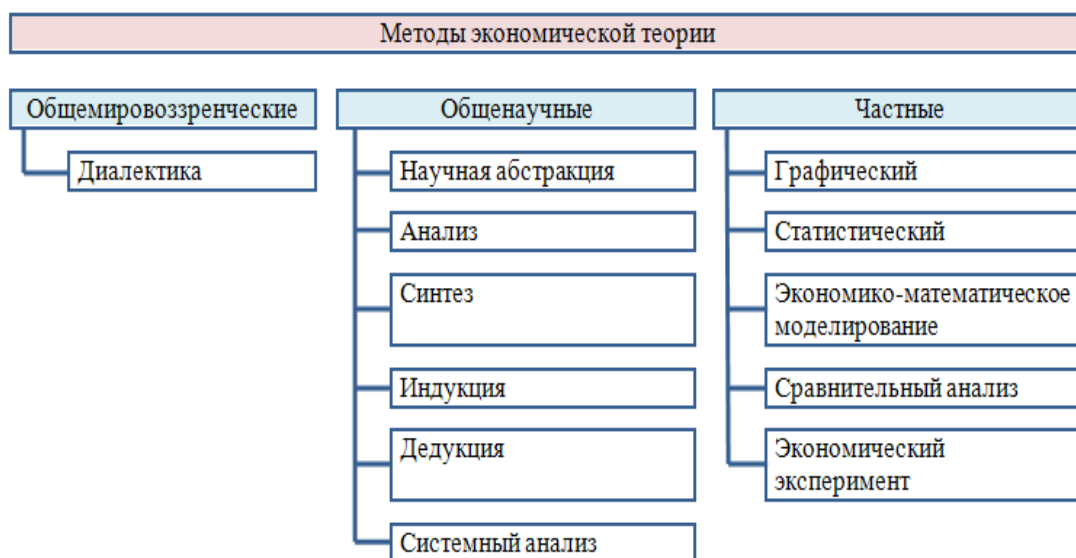 Методы экономической теории
Общемировоззренческие
Диалектика
Общенаучные
Научная абстракция
Анализ
Синтез
Индукция
Дедукция
Системный анализ
Частные
Графический
Статистический
Экономико-математическое
моделирование
Сравнительный анализ
Экономический
эксперимент